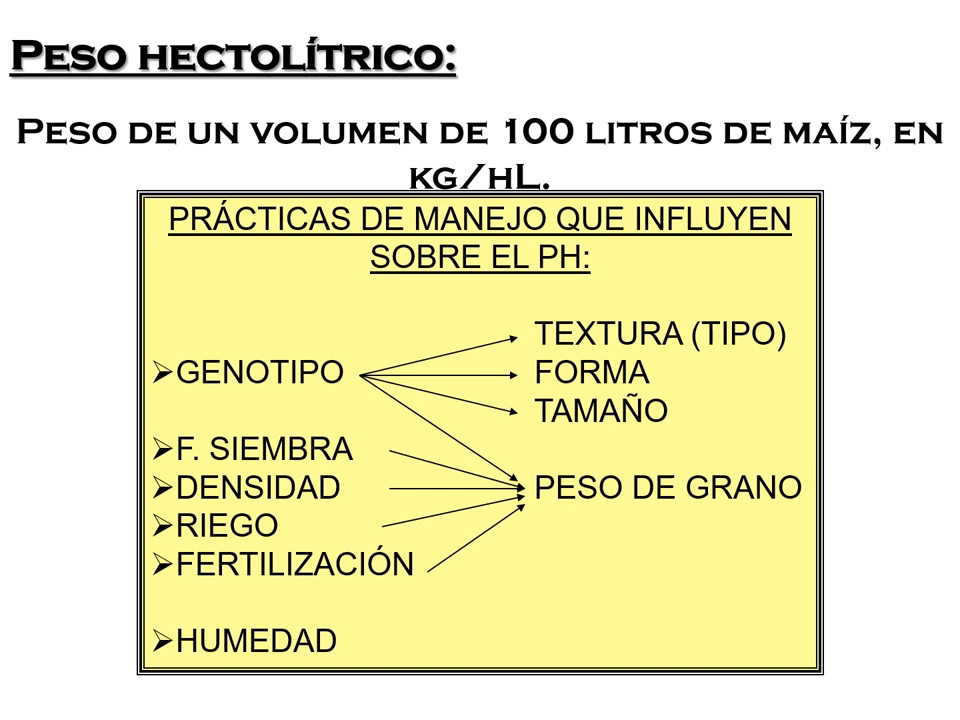 Peso hectolítrico:
Peso de un volumen de 100 litros de maíz, en
kg/hL.
PRÁCTICAS DE MANEJO QUE INFLUYEN
SOBRE EL PH:
TEXTURA (TIPO)
➢GENOTIPO FORMA
TAMAÑO
➢F. SIEMBRA
➢DENSIDAD PESO DE GRANO
➢RIEGO
➢FERTILIZACIÓN
➢HUMEDAD